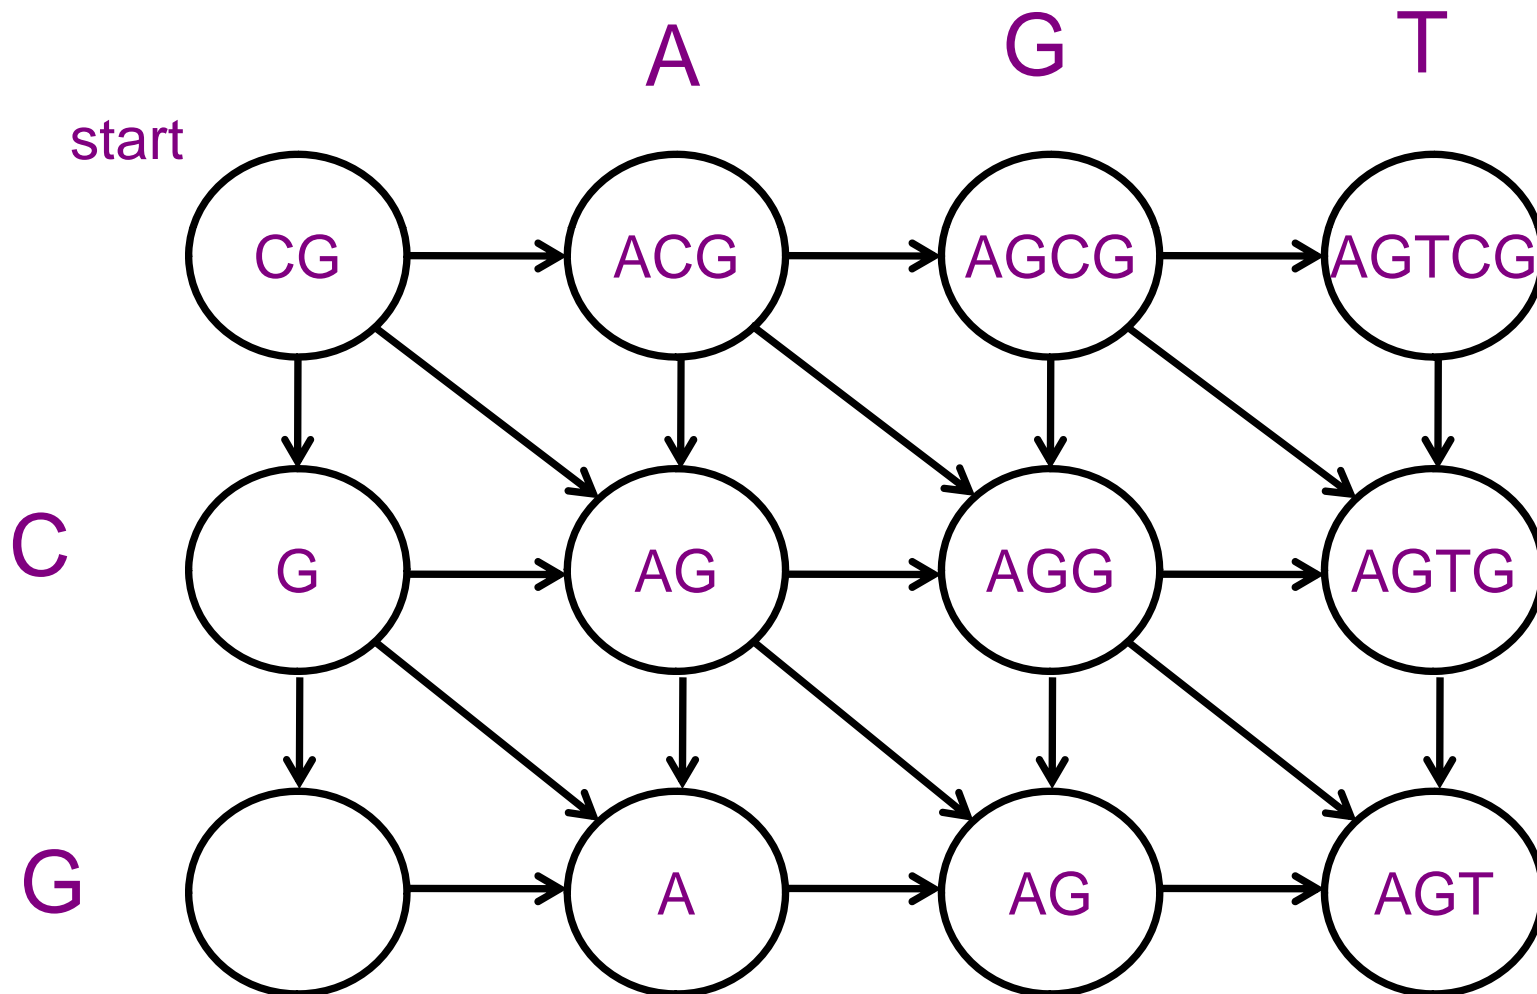 A G T
start
CG ACG AGCG AGTCG
C G AG AGG AGTG
G A AG AGT